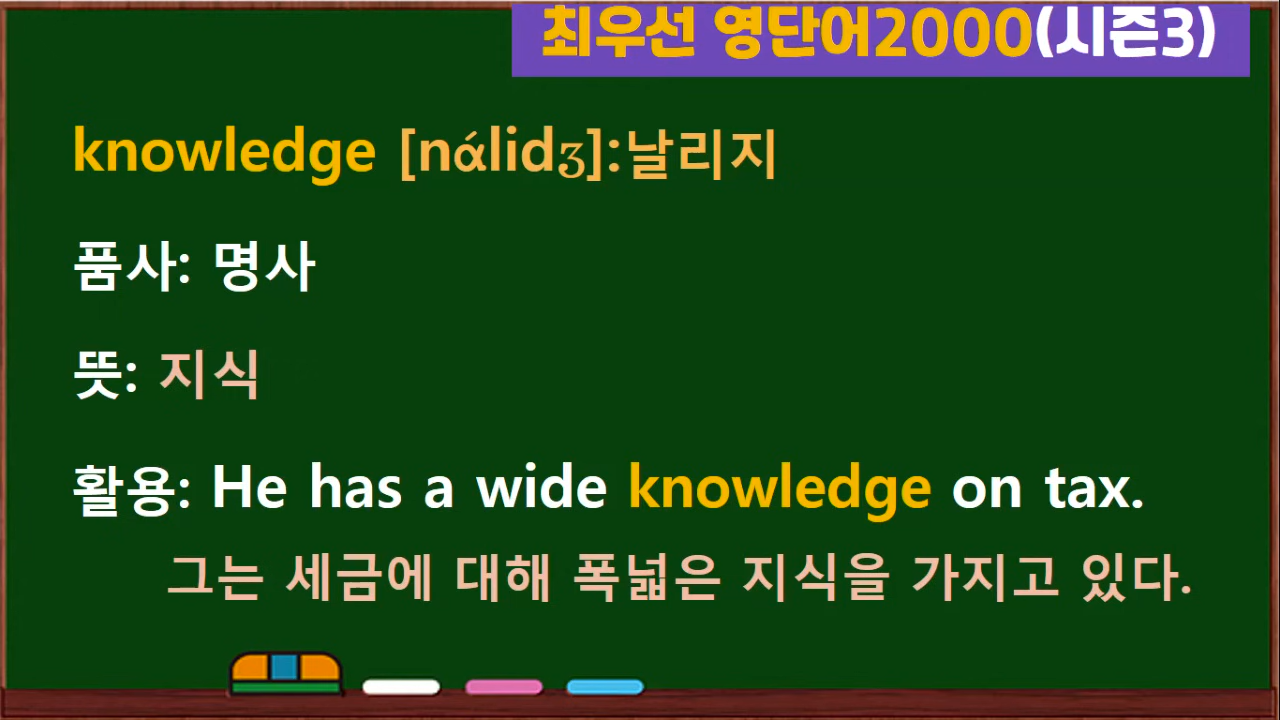 최우선 영단어2000(시즌3)
knowledge [nάlidʒ]:날리지
품사: 명사
뜻: 지식
활용: He has a wide knowledge on tax.
그는 세금에 대해 폭넓은 지식을 가지고 있다.